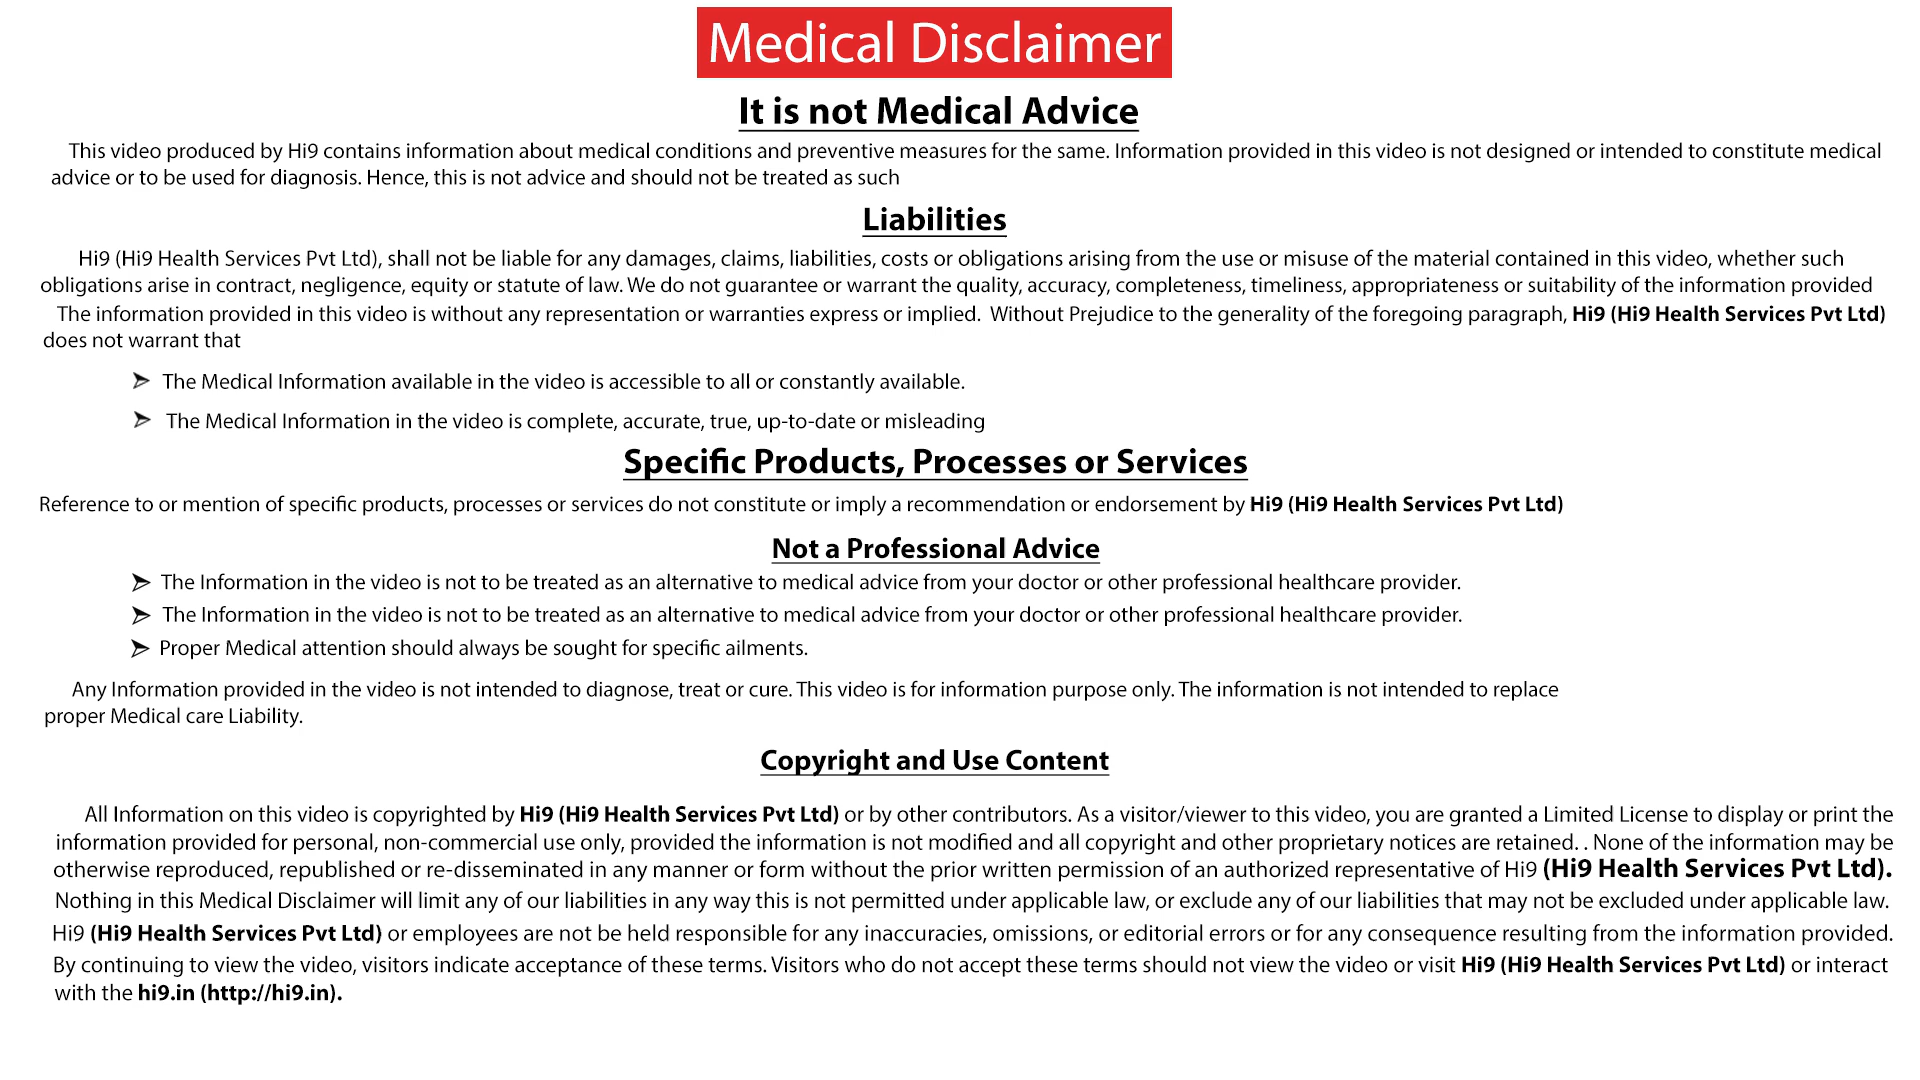 Medical Disclaimer
It is not Medical Advice
This video produced by Hi9 contains information about medical conditions and preventive measures for the same. Information provided in this video is not designed or intended to constitute medical
advice or to be used for diagnosis. Hence, this is not advice and should not be treated as such
Liabilities
Hi9 (Hi9 Health Services Pvt Ltd), shall not be liable for any damages, claims, liabilities, costs or obligations arising from the use or misuse of the material contained in this video, whether such
obligations arise in contract, negligence, equity or statute of law. We do not guarantee or warrant the quality, accuracy, completeness, timeliness, appropriateness or suitability of the information provided
The information provided in this video is without any representation or warranties express or implied. Without Prejudice to the generality of the foregoing paragraph, Hi9 (Hi9 Health Services Pvt Ltd)
does not warrant that
➢ The Medical Information available in the video is accessible to all or constantly available.
➢ The Medical Information in the video is complete, accurate, true, up-to-date or misleading
Specific Products, Processes or Services
Reference to or mention of specific products, processes or services do not constitute or imply a recommendation or endorsement by Hi9 (Hi9 Health Services Pvt Ltd)
Not a Professional Advice
➢ The Information in the video is not to be treated as an alternative to medical advice from your doctor or other professional healthcare provider.
➢ The Information in the video is not to be treated as an alternative to medical advice from your doctor or other professional healthcare provider.
➢ Proper Medical attention should always be sought for specific ailments.
Any Information provided in the video is not intended to diagnose, treat or cure. This video is for information purpose only. The information is not intended to replace
proper Medical care Liability.
Copyright and Use Content
All Information on this video is copyrighted by Hi9 (Hi9 Health Services Pvt Ltd) or by other contributors. As a visitor/viewer to this video, you are granted a Limited License to display or print the
information provided for personal, non-commercial use only, provided the information is not modified and all copyright and other proprietary notices are retained. . None of the information may be
otherwise reproduced, republished or re-disseminated in any manner or form without the prior written permission of an authorized representative of Hi9 (Hi9 Health Services Pvt Ltd).
Nothing in this Medical Disclaimer will limit any of our liabilities in any way this is not permitted under applicable law, or exclude any of our liabilities that may not be excluded under applicable law.
Hi9 (Hi9 Health Services Pvt Ltd) or employees are not be held responsible for any inaccuracies, omissions, or editorial errors or for any consequence resulting from the information provided.
By continuing to view the video, visitors indicate acceptance of these terms. Visitors who do not accept these terms should not view the video or visit Hi9 (Hi9 Health Services Pvt Ltd) or interact
with the hi9.in (http://hi9.in).